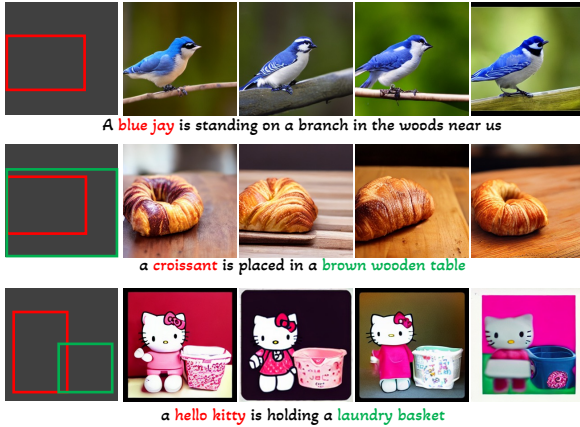 A blue jay is standing on a branch in the woods near us
a croissant is placed in a brown wooden table
a hello kitty is holding a laundry basket